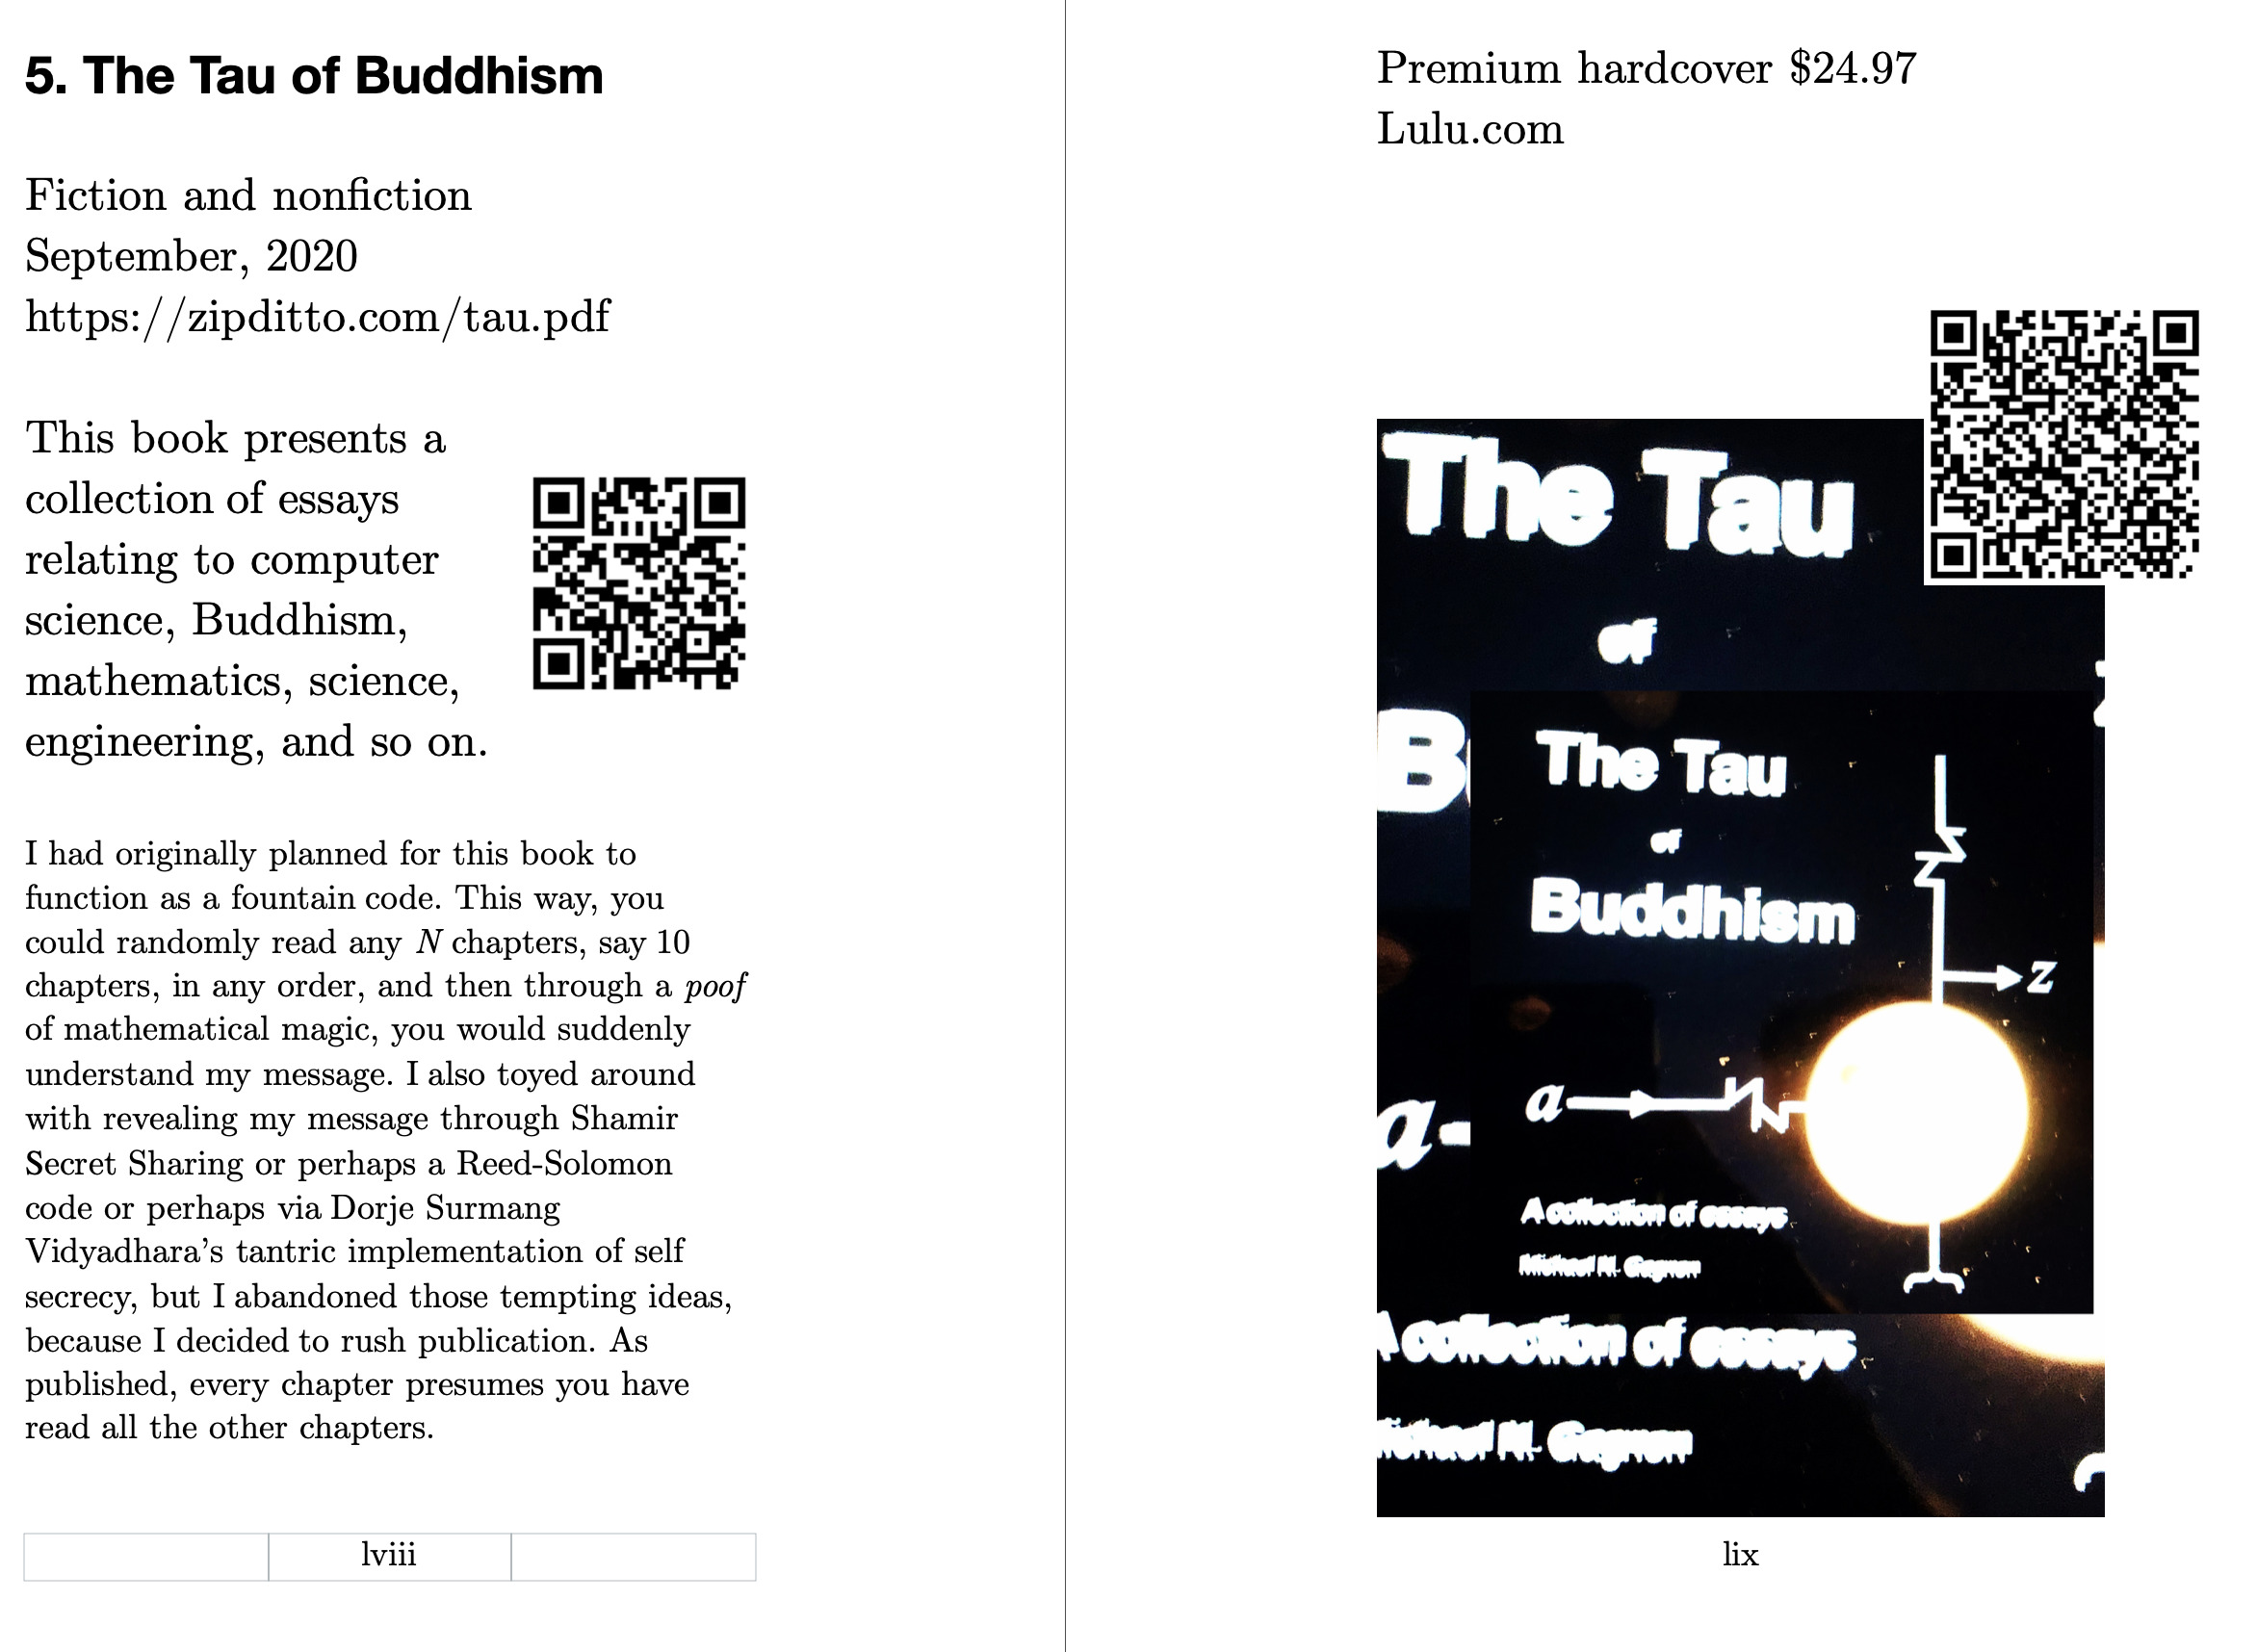 5. The Tau of Buddhism
Fiction and nonfiction
September, 2020
https://zipditto.com/tau.pdf
This book presents a
collection of essays
relating to computer
science, Buddhism,
mathematics, science,
engineering, and so on.
I had originally planned for this book to
function as a fountain code. This way, you
could randomly read any N chapters, say 10
chapters, in any order, and then through a poof
of mathematical magic, you would suddenly
understand my message. I also toyed around
with revealing my message through Shamir
Secret Sharing or perhaps a Reed-Solomon
code or perhaps via Dorje Surmang
Vidyadhara's tantric implementation of self
secrecy, but I abandoned those tempting ideas,
because I decided to rush publication. As
published, every chapter presumes you have
read all the other chapters.
lviii
Premium hardcover $24.97
Lulu.com
The Tau
of
B
The Tau
of
Buddhism
z
a
a
A collection of essays
Michael N. Gagnon
A collection of essays
ichael N. Gagnon
lix